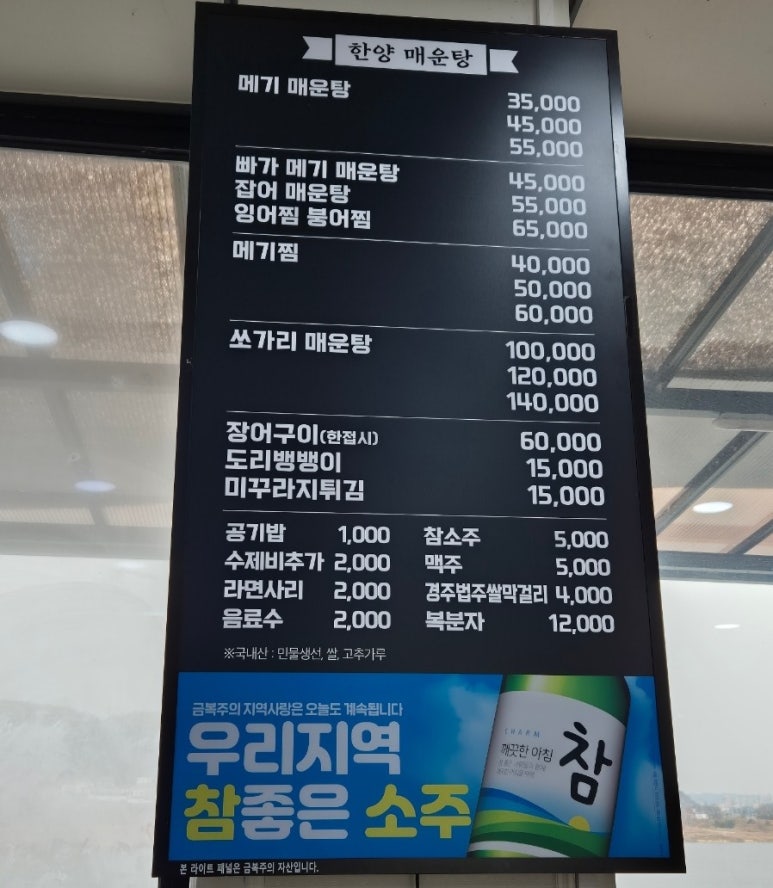 한양 매운탕
메기 매운탕 35,000
45,000
55,000
빠가 메기 매운탕 45,000
잡어 매운탕 55,000
잉어찜 붕어찜 65,000
메기찜 40,000
50,000
60,000
쏘가리 매운탕 100,000
120,000
140,000
장어구이(한접시) 60,000
도리뱅뱅이 15,000
미꾸라지튀김 15,000
공기밥 1,000 참소주 5,000
수제비추가 2,000 맥주 5,000
라면사리 2,000 경주법주쌀막걸리 4,000
음료수 2,000 복분자 12,000
※국내산 : 민물생선, 쌀, 고추가루
금복주의 지역사랑은 오늘도 계속됩니다
우리지역
참좋은 소주
CHARM
깨끗한 아침
참
본 라이트 패널은 금복주의 자산입니다.